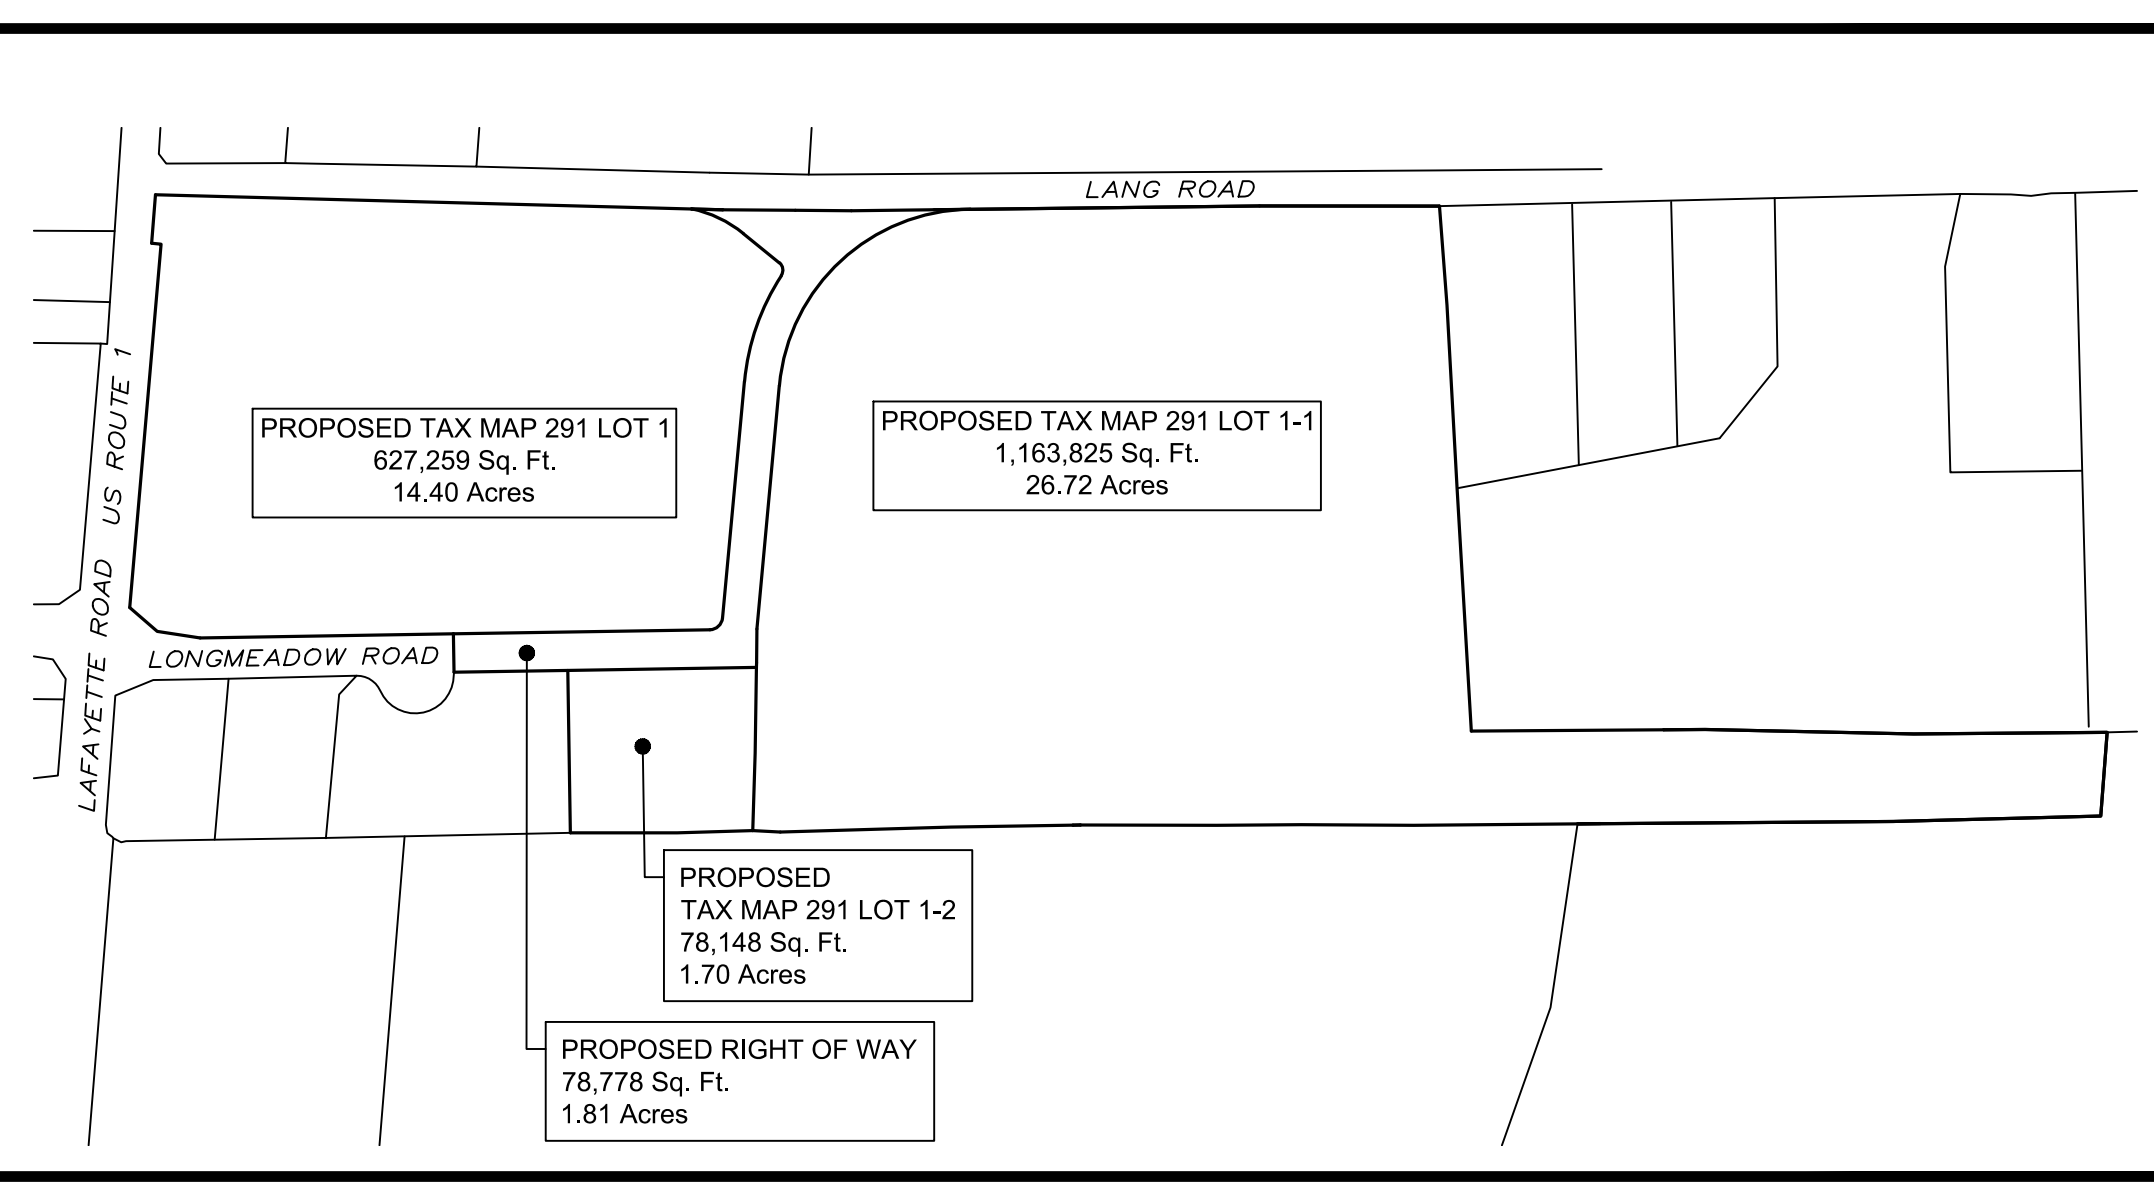 LANG ROAD
LAFAYETTE ROAD US ROUTE 1
PROPOSED TAX MAP 291 LOT 1
627,259 Sq. Ft.
14.40 Acres
PROPOSED TAX MAP 291 LOT 1-1
1,163,825 Sq. Ft.
26.72 Acres
LONGMEADOW ROAD
PROPOSED
TAX MAP 291 LOT 1-2
78,148 Sq. Ft.
1.70 Acres
PROPOSED RIGHT OF WAY
78,778 Sq. Ft.
1.81 Acres